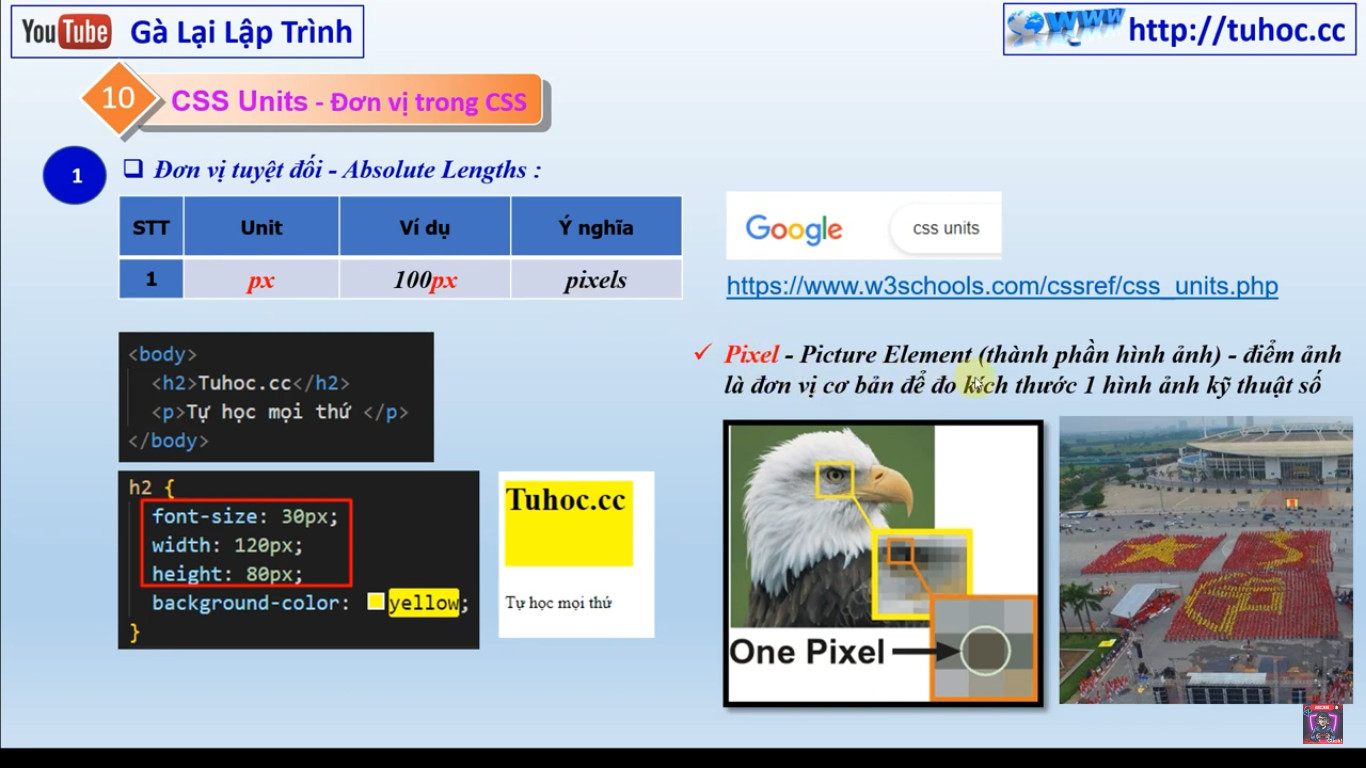 YouTube Gà Lại Lập Trình
http://tuhoc.cc
10
CSS Units - Đơn vị trong CSS
1
Đơn vị tuyệt đối - Absolute Lengths :
STT Unit Ví dụ Ý nghĩa
1 px 100px pixels
Google css units
https://www.w3schools.com/cssref/css_units.php
<body>
<h2>Tuhoc.cc</h2>
<p>Tự học mọi thứ </p>
</body>
h2 {
font-size: 30px;
width: 120px;
height: 80px;
background-color: yellow;
}
Tuhoc.cc
Tự học mọi thứ
Pixel - Picture Element (thành phần hình ảnh) - điểm ảnh
là đơn vị cơ bản để đo kích thước 1 hình ảnh kỹ thuật số
One Pixel